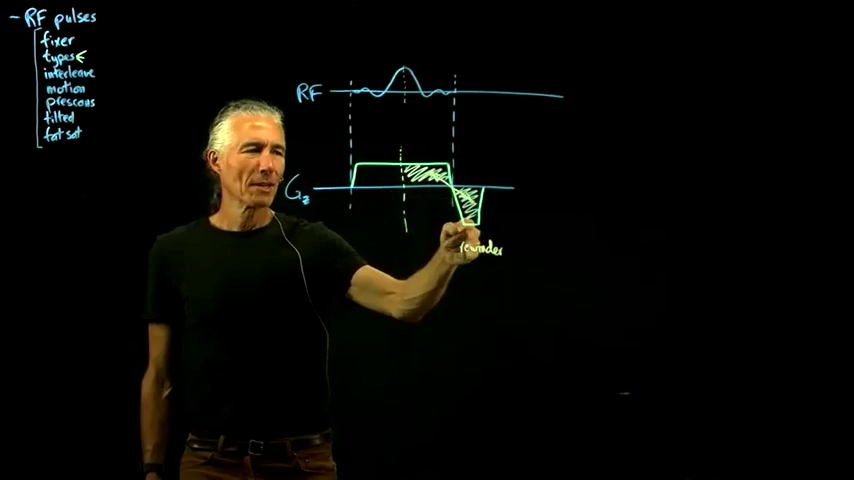 - RF pulses
fixer
types
interleave
motion
prescans
tilted
fat sat
RF
Gz
rewinder